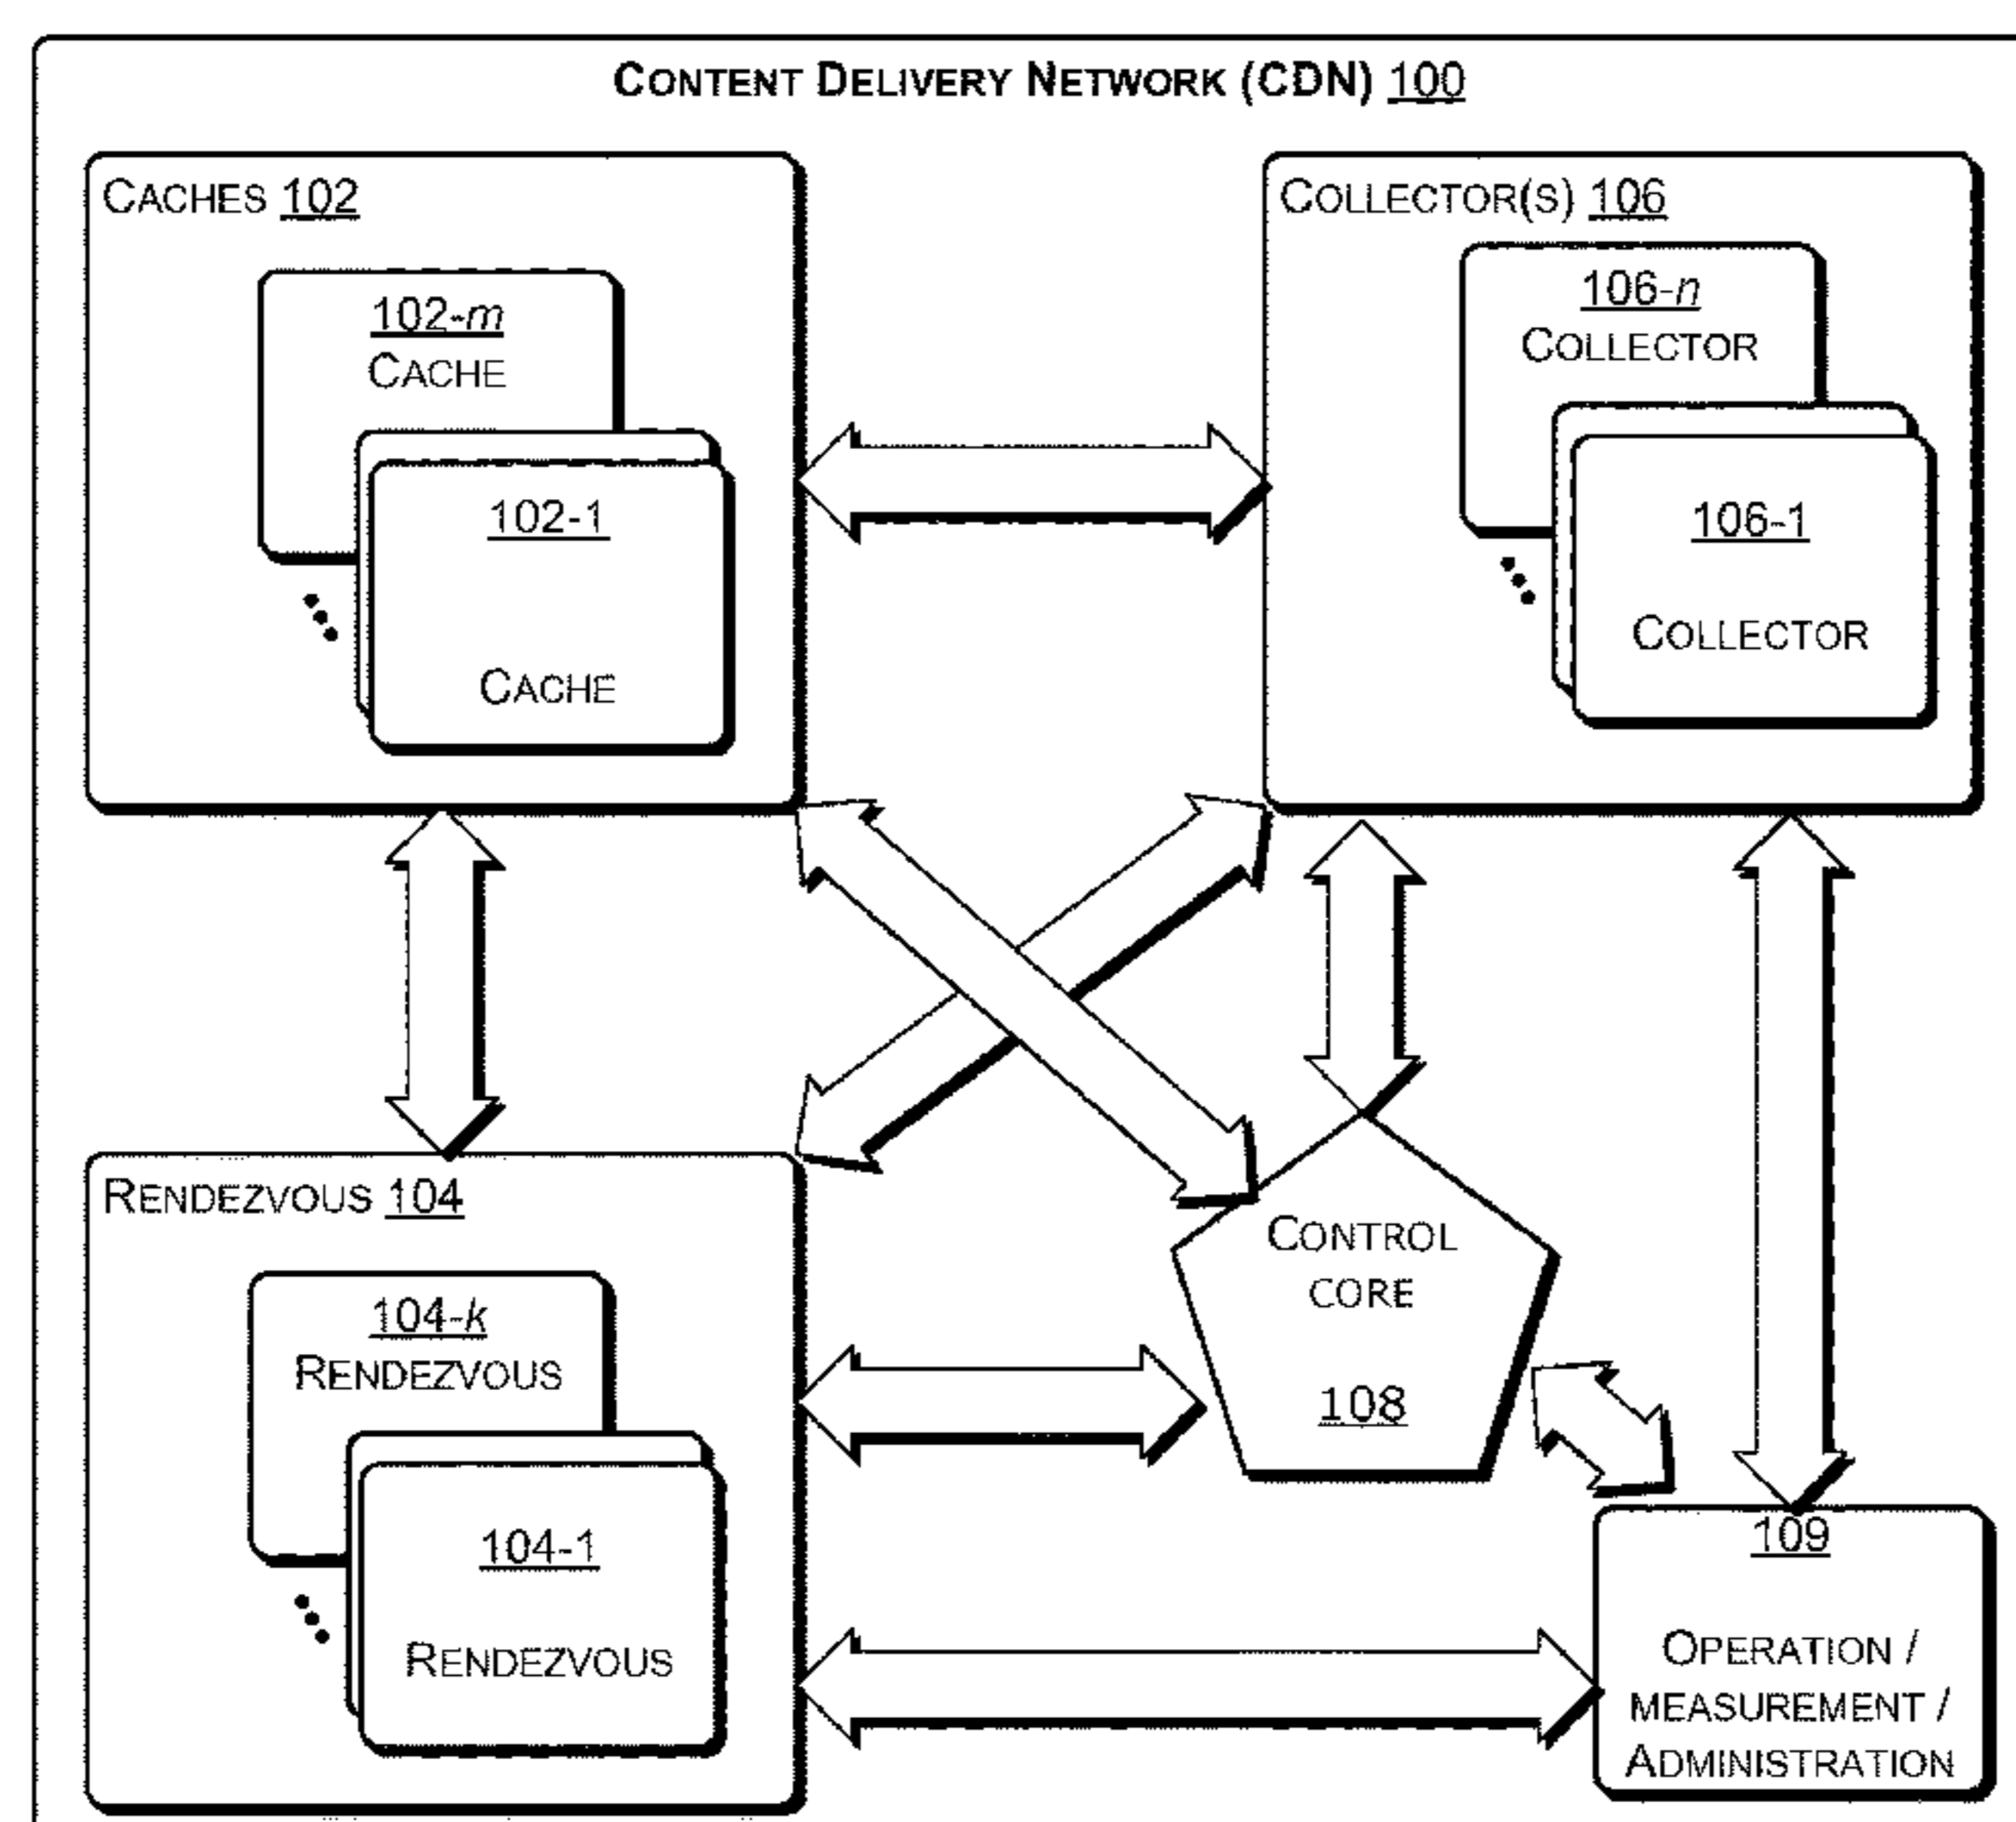 CONTENT DELIVERY NETWORK (CDN) 100
CACHES 102
102-m
CACHE
102-1
CACHE
COLLECTOR(S) 106
106-n
COLLECTOR
106-1
COLLECTOR
RENDEZVOUS 104
104-k
RENDEZVOUS
104-1
RENDEZVOUS
CONTROL
CORE
108
109
OPERATION /
MEASUREMENT /
ADMINISTRATION